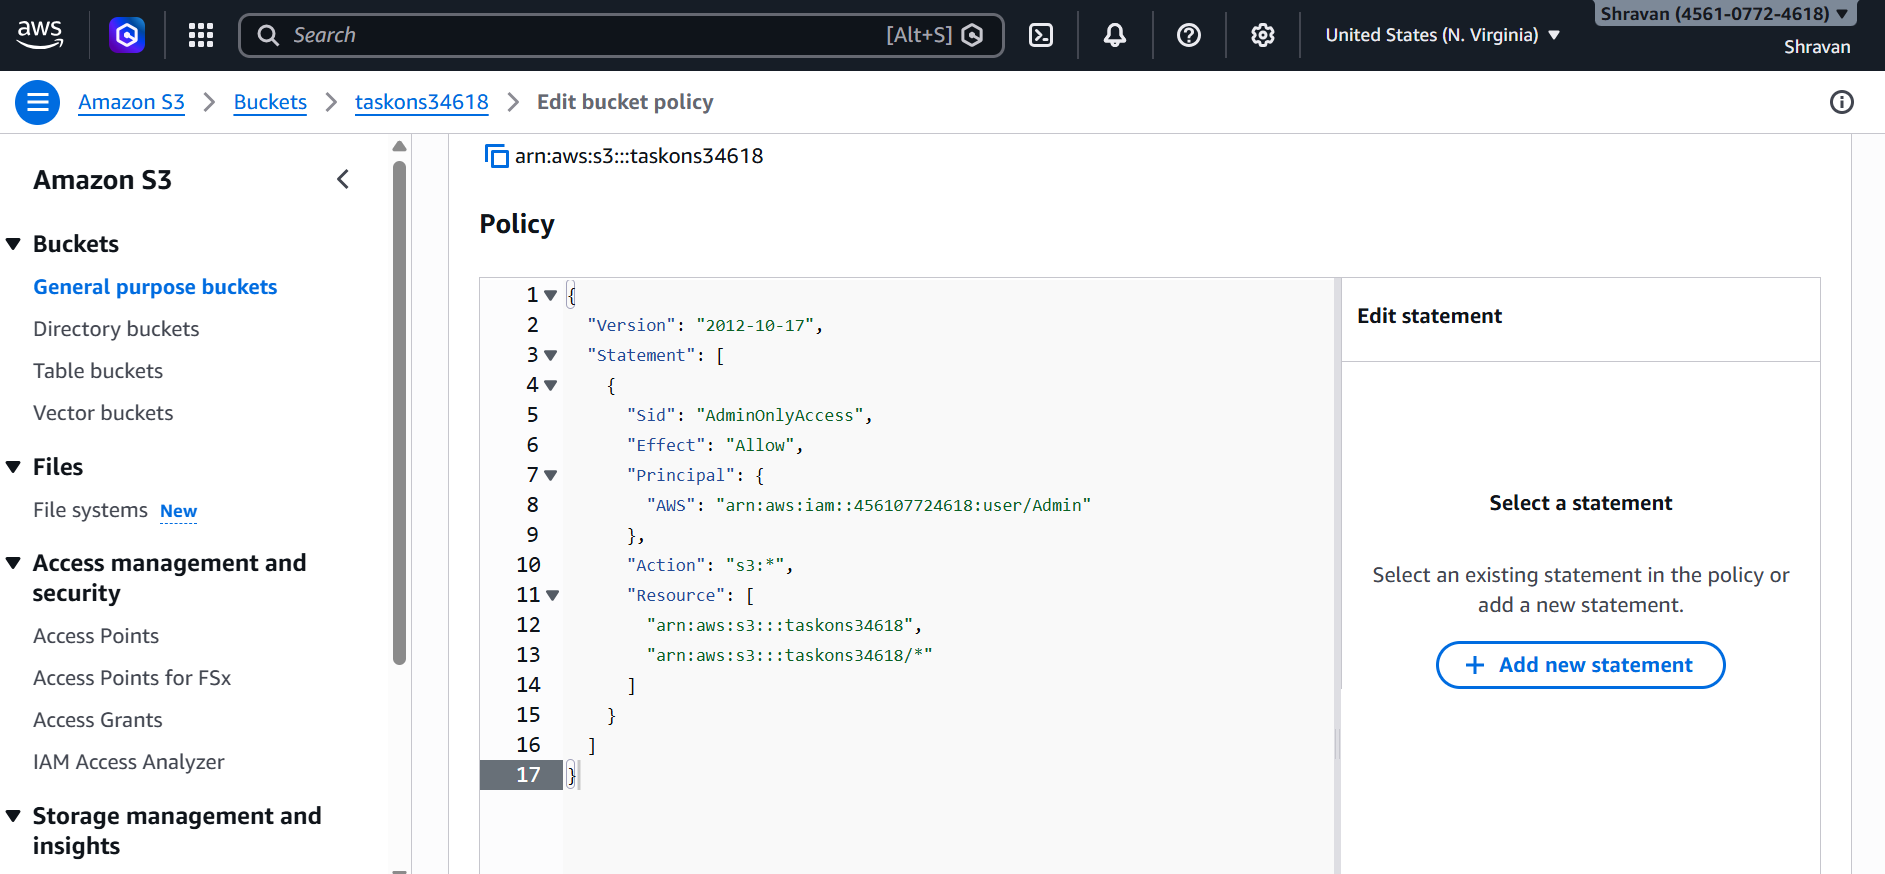 aws
Search [Alt+S]
United States (N. Virginia) ▼
Shravan (4561-0772-4618) ▼
Shravan
Amazon S3 > Buckets > taskons34618 > Edit bucket policy
Amazon S3
Buckets
General purpose buckets
Directory buckets
Table buckets
Vector buckets
Files
File systems New
Access management and
security
Access Points
Access Points for FSx
Access Grants
IAM Access Analyzer
Storage management and
insights
arn:aws:s3:::taskons34618
Policy
1 {
2 "Version": "2012-10-17",
3 "Statement": [
4 {
5 "Sid": "AdminOnlyAccess",
6 "Effect": "Allow",
7 "Principal": {
8 "AWS": "arn:aws:iam::456107724618:user/Admin"
9 },
10 "Action": "s3:*",
11 "Resource": [
12 "arn:aws:s3:::taskons34618",
13 "arn:aws:s3:::taskons34618/*"
14 ]
15 }
16 ]
17 }
Edit statement
Select a statement
Select an existing statement in the policy or
add a new statement.
+ Add new statement